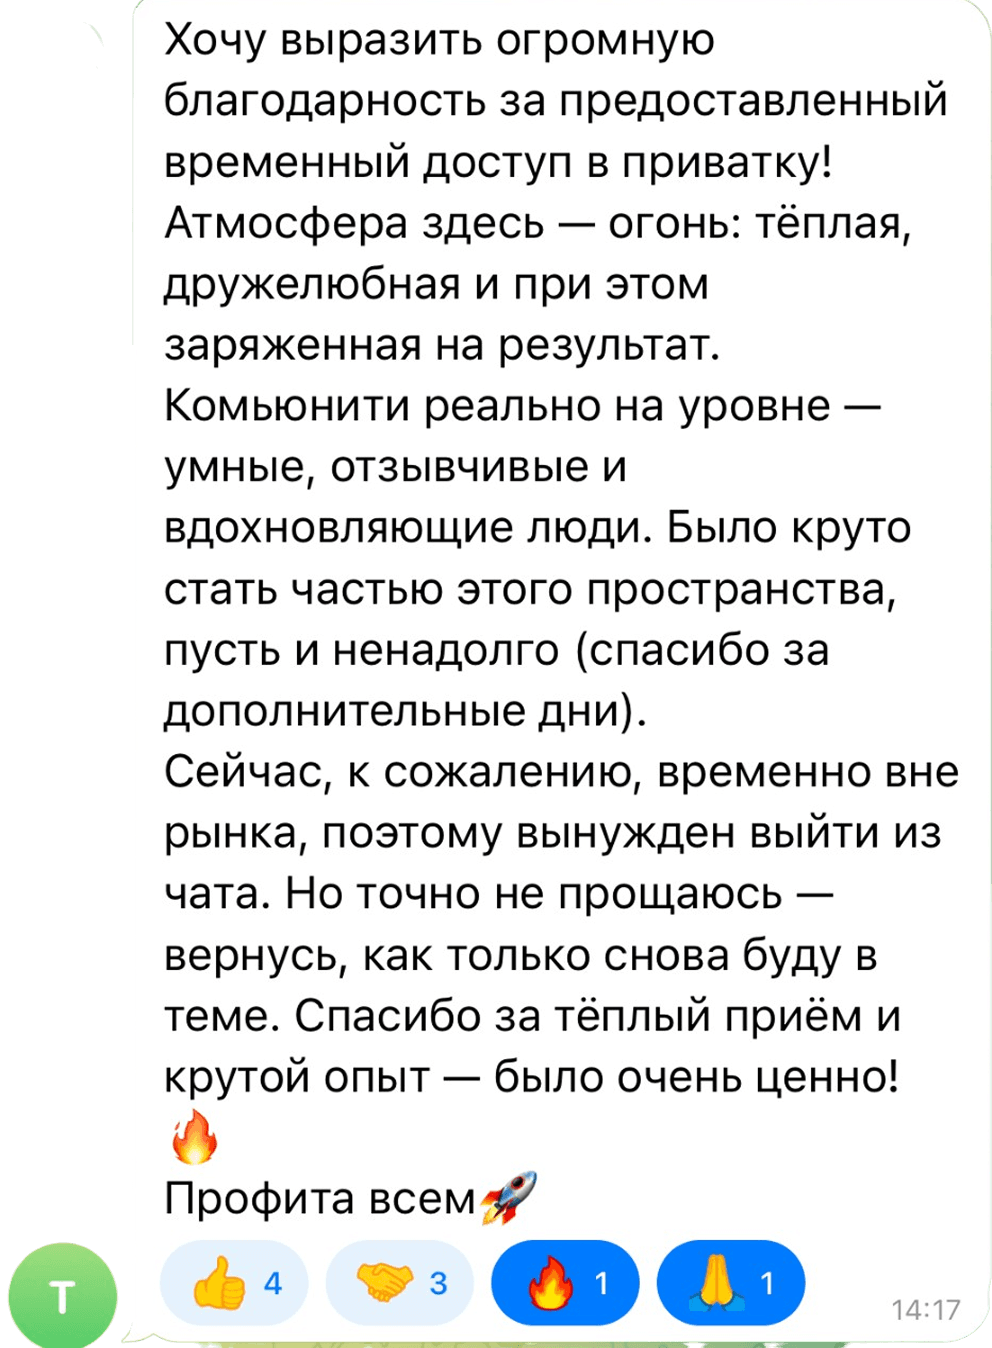 Хочу выразить огромную
благодарность за предоставленный
временный доступ в приватку!
Атмосфера здесь — огонь: тёплая,
дружелюбная и при этом
заряженная на результат.
Комьюнити реально на уровне —
умные, отзывчивые и
вдохновляющие люди. Было круто
стать частью этого пространства,
пусть и ненадолго (спасибо за
дополнительные дни).
Сейчас, к сожалению, временно вне
рынка, поэтому вынужден выйти из
чата. Но точно не прощаюсь —
вернусь, как только снова буду в
теме. Спасибо за тёплый приём и
крутой опыт — было очень ценно!
🔥
Профита всем🚀
Т 👍 4 🤝 3 🔥 1 🙏 1 14:17